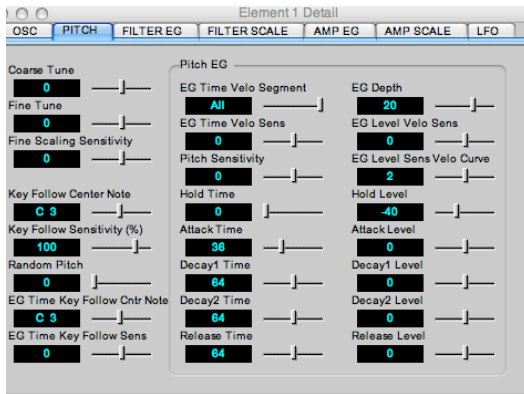 Element 1 Detail
OSC PITCH FILTER EG FILTER SCALE AMP EG AMP SCALE LFO
Coarse Tune
0
Fine Tune
0
Fine Scaling Sensitivity
0
Key Follow Center Note
C 3
Key Follow Sensitivity (%)
100
Random Pitch
0
EG Time Key Follow Cntr Note
C 3
EG Time Key Follow Sens
0
Pitch EG
EG Time Velo Segment
All
EG Time Velo Sens
0
Pitch Sensitivity
0
Hold Time
0
Attack Time
36
Decay1 Time
64
Decay2 Time
64
Release Time
64
EG Depth
20
EG Level Velo Sens
0
EG Level Sens Velo Curve
2
Hold Level
-40
Attack Level
0
Decay1 Level
0
Decay2 Level
0
Release Level
0